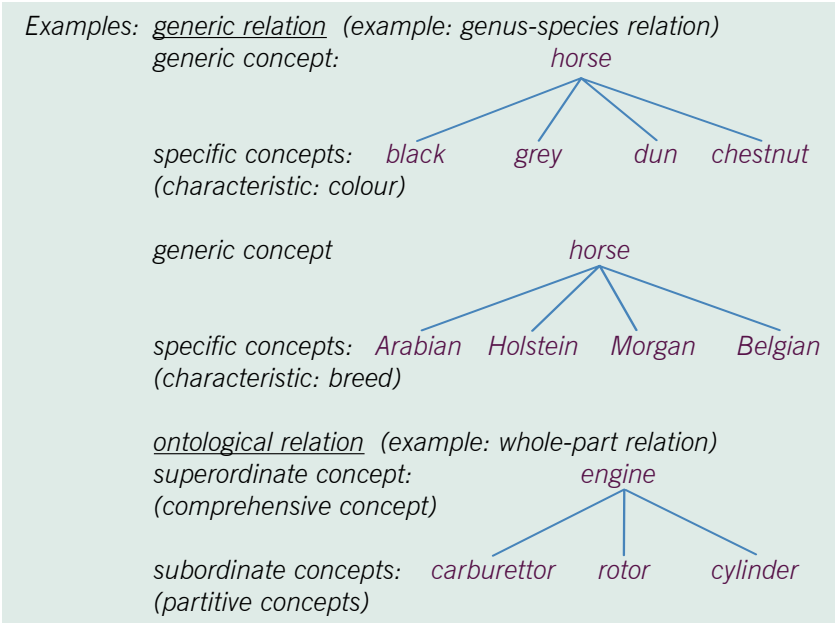 Examples: generic relation (example: genus-species relation)
generic concept: horse
specific concepts: black grey dun chestnut
(characteristic: colour)
generic concept horse
specific concepts: Arabian Holstein Morgan Belgian
(characteristic: breed)
ontological relation (example: whole-part relation)
superordinate concept: engine
(comprehensive concept)
subordinate concepts: carburettor rotor cylinder
(partitive concepts)